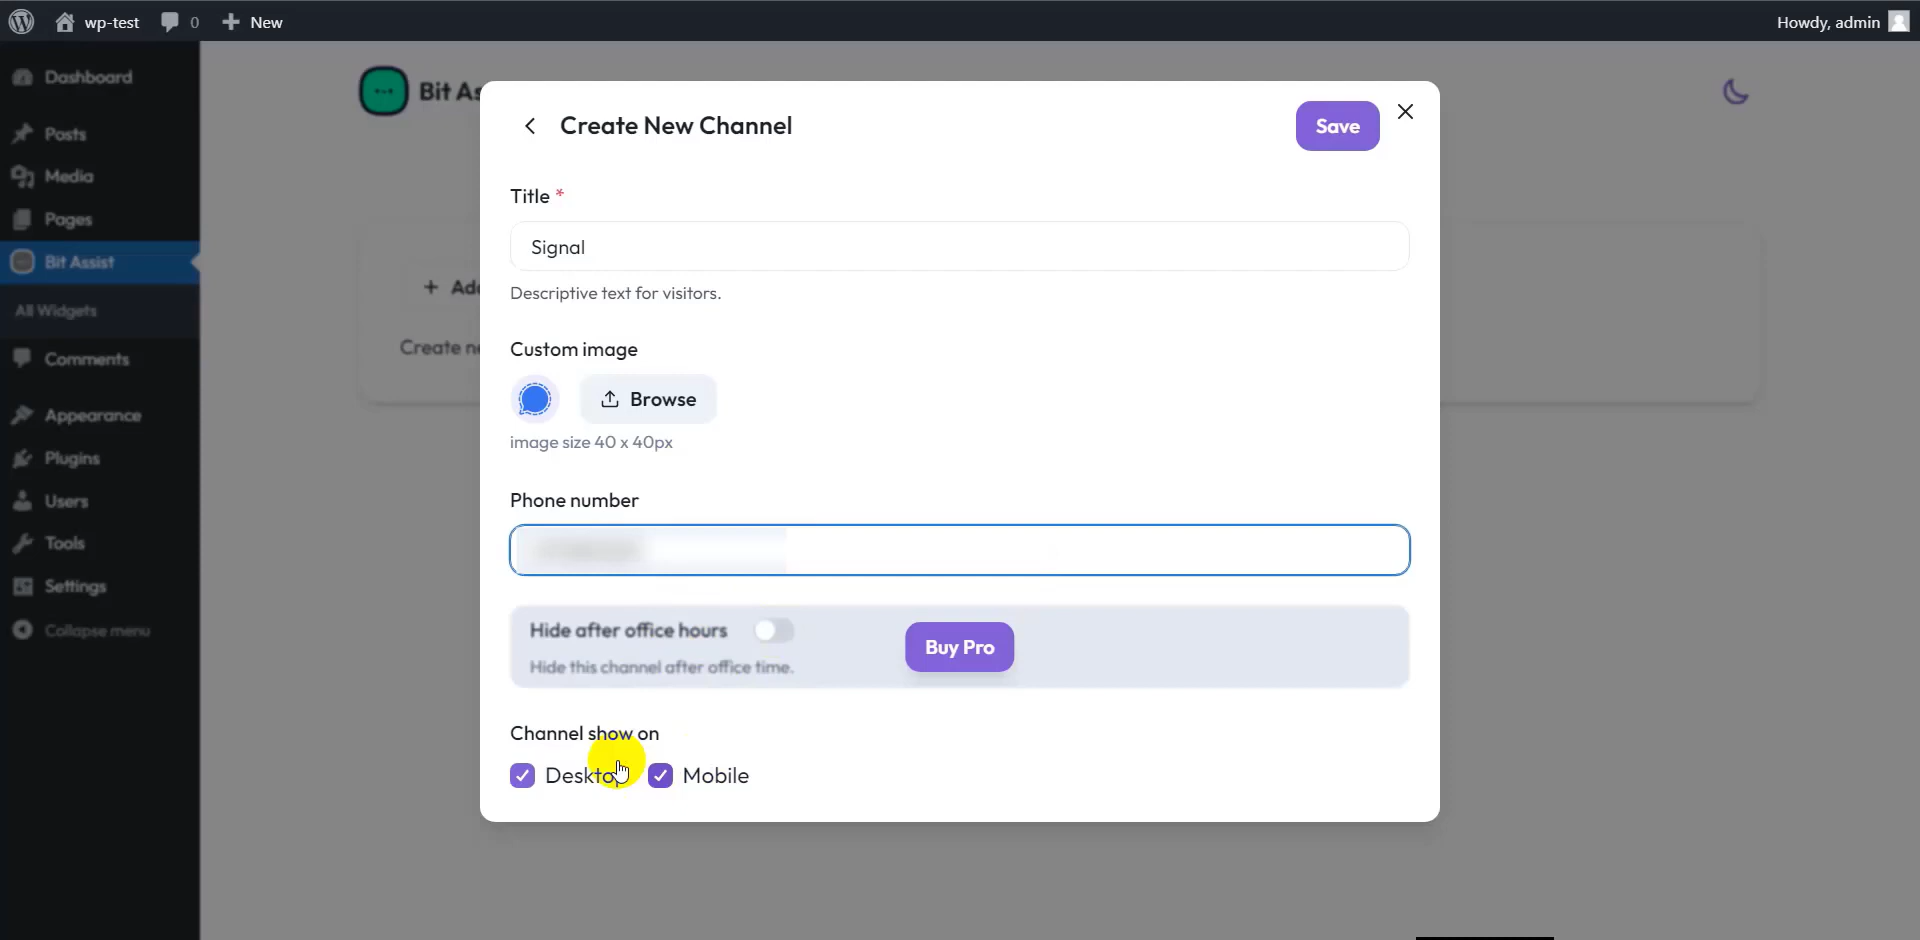 wp-test
0
New
Howdy, admin
Dashboard
Posts
Media
Pages
Bit Assist
All Widgets
Comments
Appearance
Plugins
Users
Tools
Settings
Collapse menu
Bit As
+ Add
Create ne
Create New Channel
Save
Title *
Signal
Descriptive text for visitors.
Custom image
Browse
image size 40 x 40px
Phone number
Hide after office hours
Hide this channel after office time.
Buy Pro
Channel show on
Desktop
Mobile